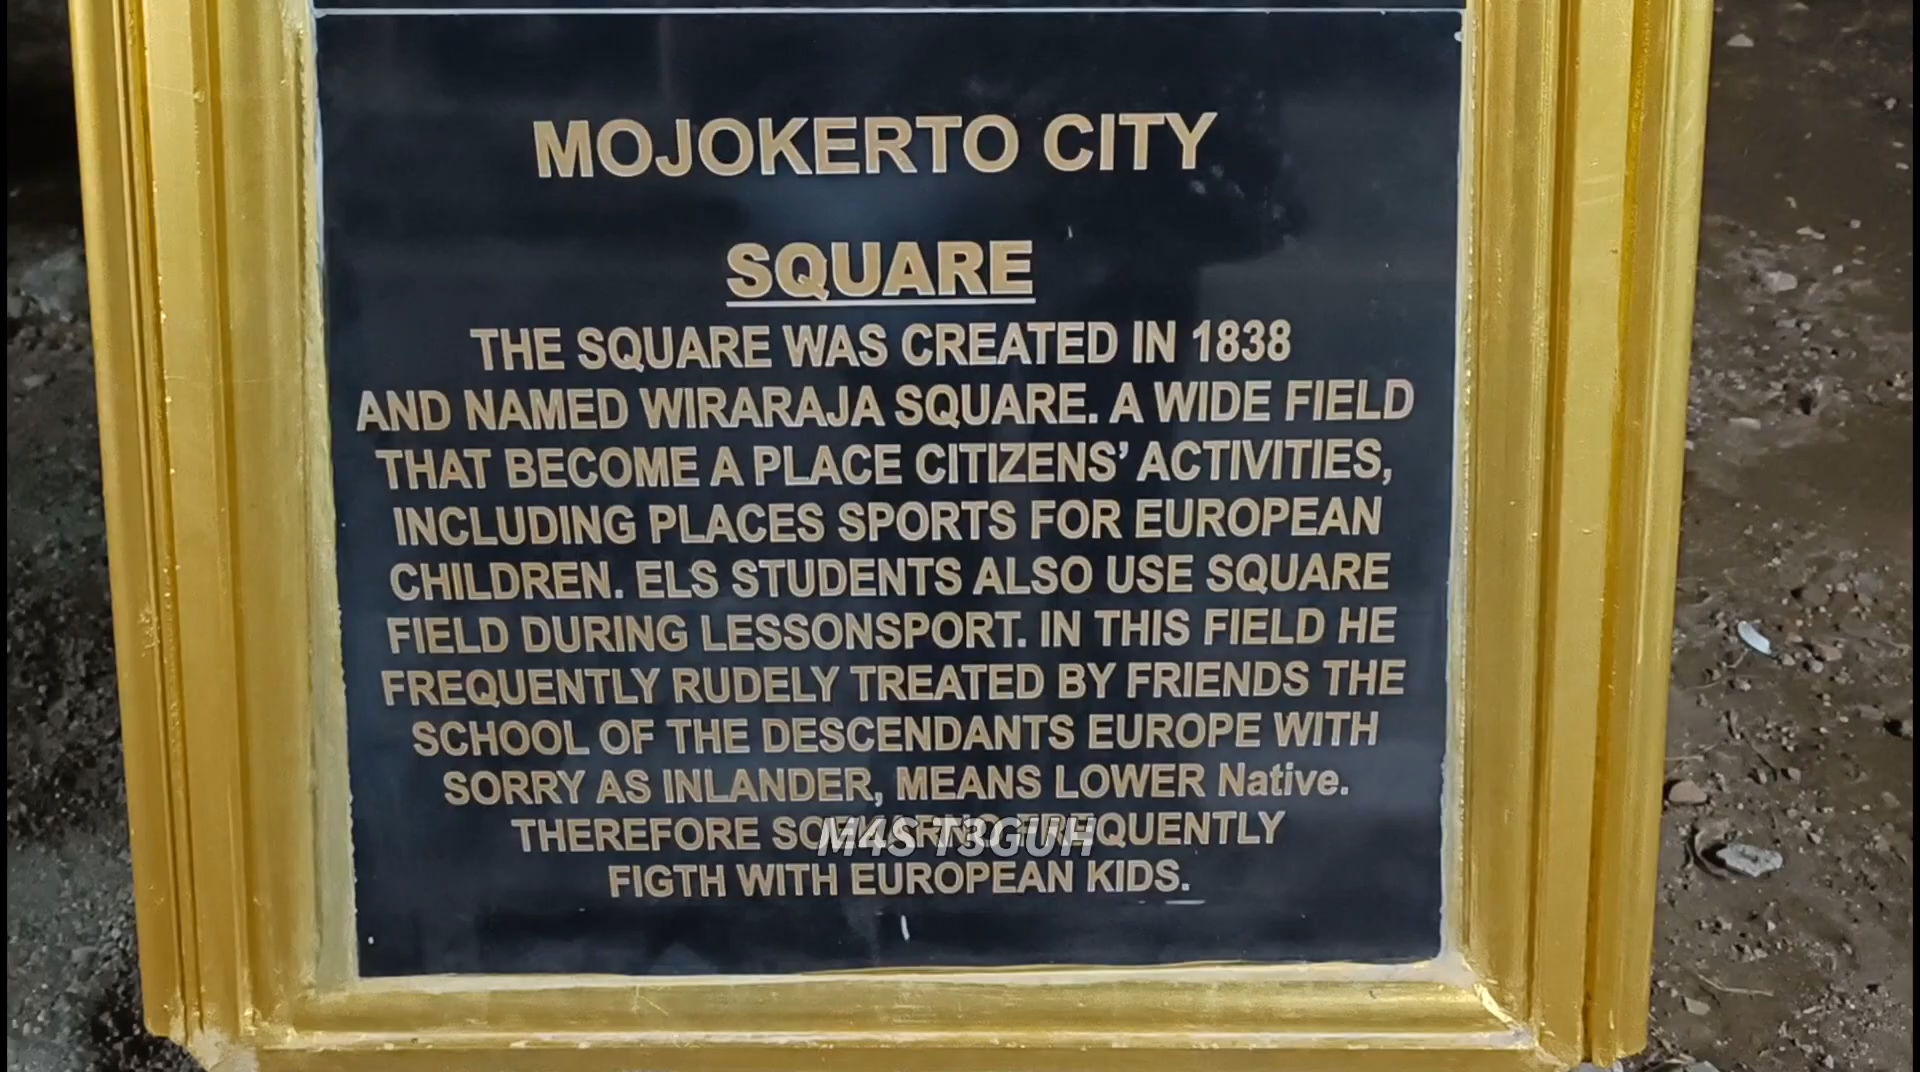 MOJOKERTO CITY
SQUARE
THE SQUARE WAS CREATED IN 1838
AND NAMED WIRARAJA SQUARE. A WIDE FIELD
THAT BECOME A PLACE CITIZENS' ACTIVITIES,
INCLUDING PLACES SPORTS FOR EUROPEAN
CHILDREN. ELS STUDENTS ALSO USE SQUARE
FIELD DURING LESSONSPORT. IN THIS FIELD HE
FREQUENTLY RUDELY TREATED BY FRIENDS THE
SCHOOL OF THE DESCENDANTS EUROPE WITH
SORRY AS INLANDER, MEANS LOWER Native.
THEREFORE
M4S T3GUH
FIGTH WITH EUROPEAN KIDS.